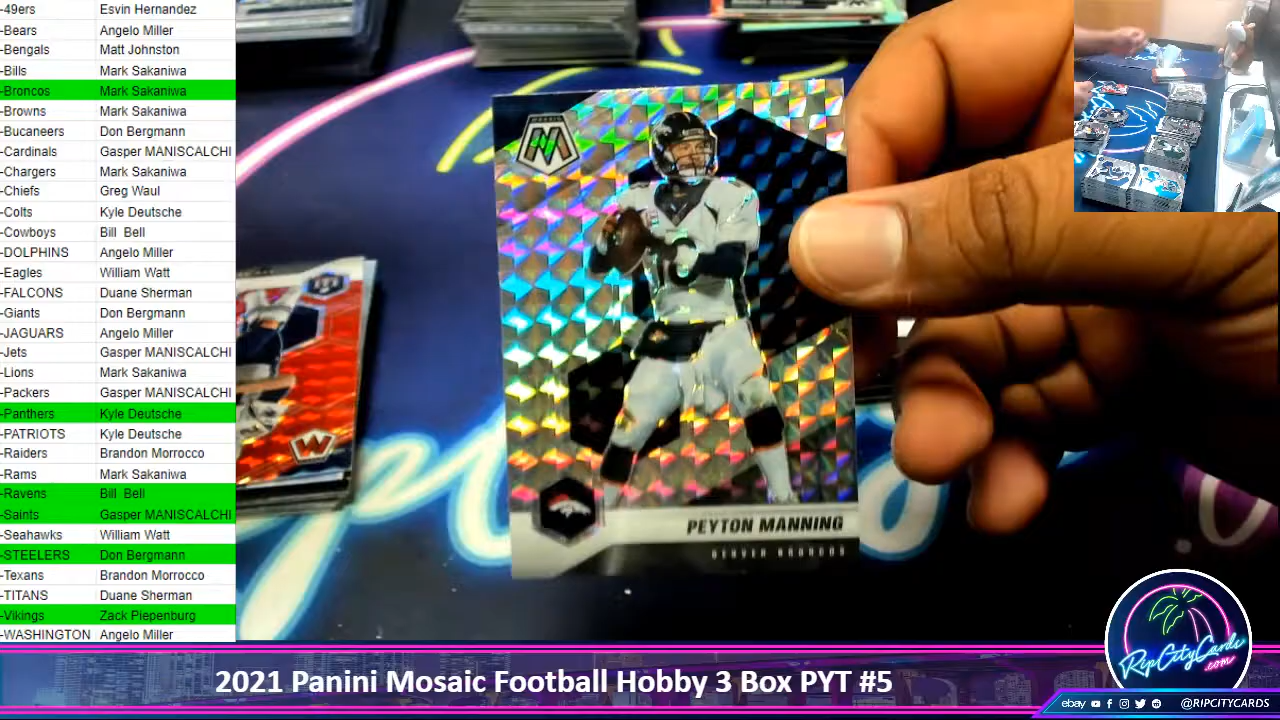 -49ers Esvin Hernandez
-Bears Angelo Miller
-Bengals Matt Johnston
-Bills Mark Sakaniwa
-Broncos Mark Sakaniwa
-Browns Mark Sakaniwa
-Bucaneers Don Bergmann
-Cardinals Gasper MANISCALCHI
-Chargers Mark Sakaniwa
-Chiefs Greg Waul
-Colts Kyle Deutsche
-Cowboys Bill Bell
-DOLPHINS Angelo Miller
-Eagles William Watt
-FALCONS Duane Sherman
-Giants Don Bergmann
-JAGUARS Angelo Miller
-Jets Gasper MANISCALCHI
-Lions Mark Sakaniwa
-Packers Gasper MANISCALCHI
-Panthers Kyle Deutsche
-PATRIOTS Kyle Deutsche
-Raiders Brandon Morrocco
-Rams Mark Sakaniwa
-Ravens Bill Bell
-Saints Gasper MANISCALCHI
-Seahawks William Watt
-STEELERS Don Bergmann
-Texans Brandon Morrocco
-TITANS Duane Sherman
-Vikings Zack Piepenburg
-WASHINGTON Angelo Miller
MOSAIC
M
PEYTON MANNING
DENVER BRONCOS
RipCityCards
.com
2021 Panini Mosaic Football Hobby 3 Box PYT #5
ebay @RIPCITYCARDS